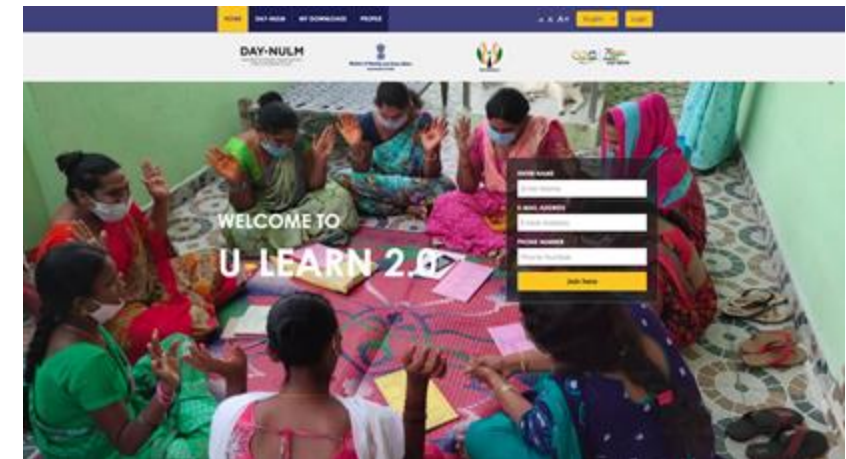 HOME DAY-NULM MY DOWNLOADS PEOPLE
A A A+ English Login
DAY-NULM
WELCOME TO
U-LEARN 2.0
ENTER NAME
Enter Name
E-MAIL ADDRESS
E-Mail Address
PHONE NUMBER
Phone Number
Join here